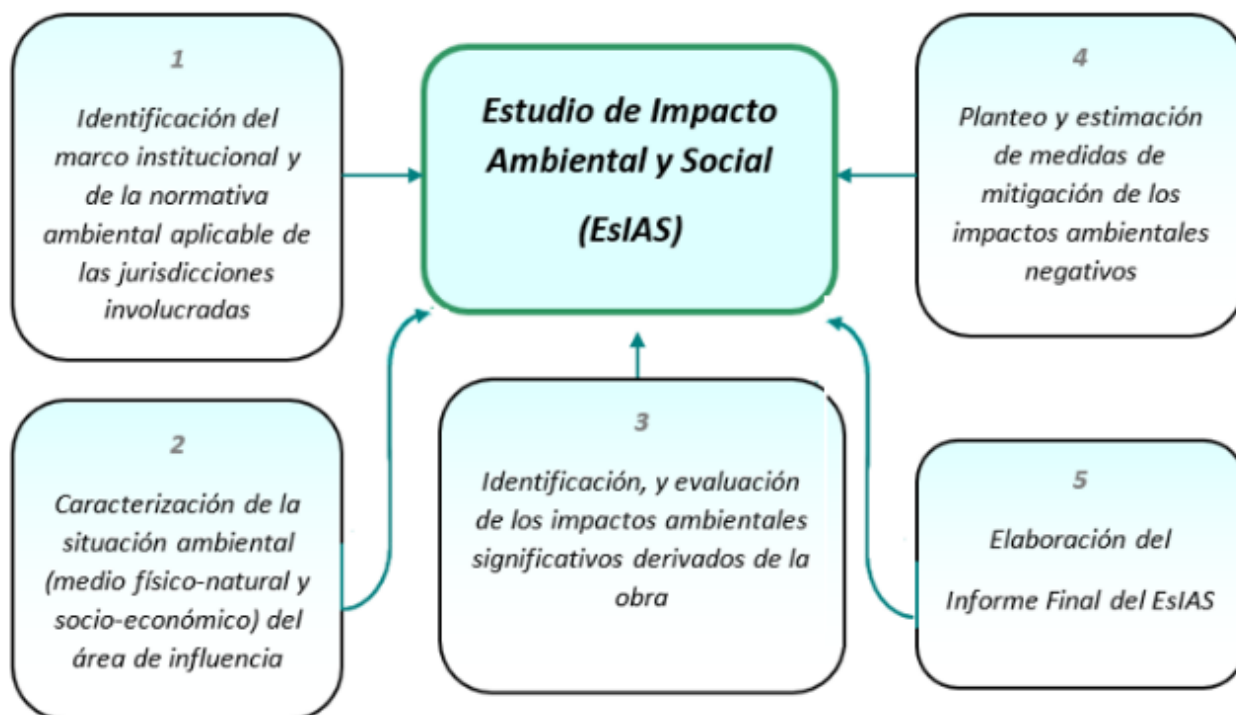 1
Identificación del
marco institucional y
de la normativa
ambiental aplicable de
las jurisdicciones
involucradas
2
Caracterización de la
situación ambiental
(medio físico-natural y
socio-económico) del
área de influencia
Estudio de Impacto
Ambiental y Social
(EsIAS)
3
Identificación, y evaluación
de los impactos ambientales
significativos derivados de la
obra
4
Planteo y estimación
de medidas de
mitigación de los
impactos ambientales
negativos
5
Elaboración del
Informe Final del EsIAS